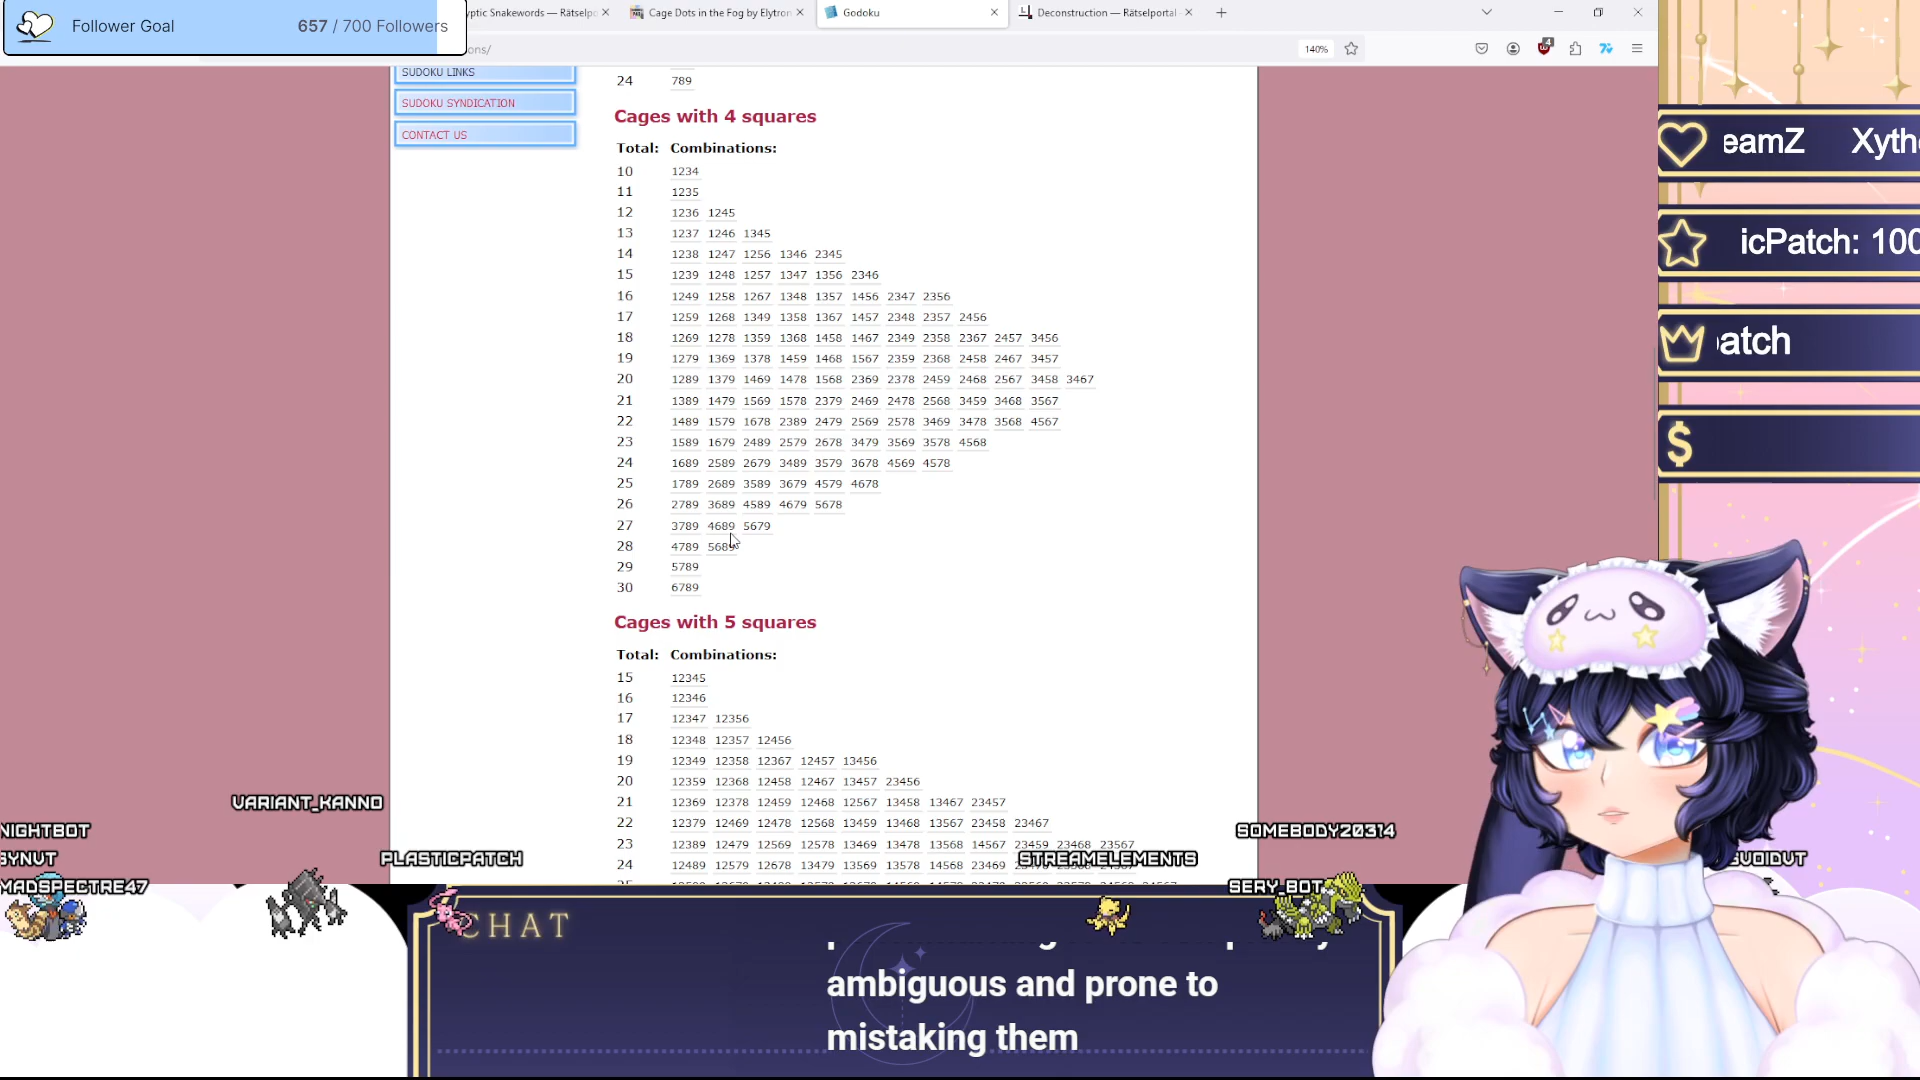 Follower Goal 657 / 700 Followers
yptic Snakewords — Rätselpo
Cage Dots in the Fog by Elytron
Godoku
Deconstruction — Rätselportal
ons/
140%
4
SUDOKU LINKS
SUDOKU SYNDICATION
CONTACT US
24 789
Cages with 4 squares
Total: Combinations:
10 1234
11 1235
12 1236 1245
13 1237 1246 1345
14 1238 1247 1256 1346 2345
15 1239 1248 1257 1347 1356 2346
16 1249 1258 1267 1348 1357 1456 2347 2356
17 1259 1268 1349 1358 1367 1457 2348 2357 2456
18 1269 1278 1359 1368 1458 1467 2349 2358 2367 2457 3456
19 1279 1369 1378 1459 1468 1567 2359 2368 2458 2467 3457
20 1289 1379 1469 1478 1568 2369 2378 2459 2468 2567 3458 3467
21 1389 1479 1569 1578 2379 2469 2478 2568 3459 3468 3567
22 1489 1579 1678 2389 2479 2569 2578 3469 3478 3568 4567
23 1589 1679 2489 2579 2678 3479 3569 3578 4568
24 1689 2589 2679 3489 3579 3678 4569 4578
25 1789 2689 3589 3679 4579 4678
26 2789 3689 4589 4679 5678
27 3789 4689 5679
28 4789 5689
29 5789
30 6789
Cages with 5 squares
Total: Combinations:
15 12345
16 12346
17 12347 12356
18 12348 12357 12456
19 12349 12358 12367 12457 13456
20 12359 12368 12458 12467 13457 23456
21 12369 12378 12459 12468 12567 13458 13467 23457
22 12379 12469 12478 12568 13459 13468 13567 23458 23467
23 12389 12479 12569 12578 13469 13478 13568 14567 23459 23468 23567
24 12489 12579 12678 13479 13569 13578 14568 23469
eamZ Xyth
icPatch: 100
atch
$
VARIANT_KANNO
NIGHTBOT
BYNUT
MADSPECTRE47
PLASTICPATCH
STREAMELEMENTS
SOMEBODY20314
SERY_BOT
SVOIDVT
CHAT
ambiguous and prone to
mistaking them